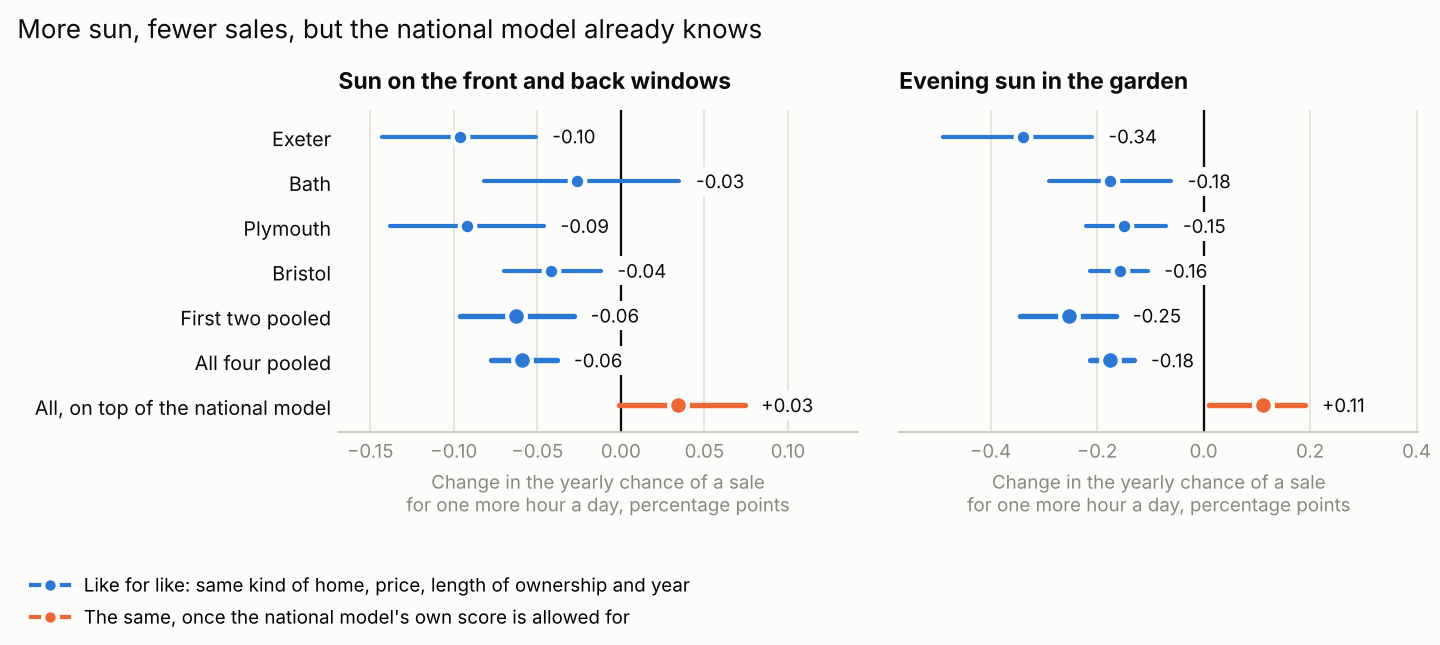 More sun, fewer sales, but the national model already knows
Sun on the front and back windows
Evening sun in the garden
Exeter
-0.10
-0.34
Bath
-0.03
-0.18
Plymouth
-0.09
-0.15
Bristol
-0.04
-0.16
First two pooled
-0.06
-0.25
All four pooled
-0.06
-0.18
All, on top of the national model
+0.03
+0.11
−0.15 −0.10 −0.05 0.00 0.05 0.10
−0.4 −0.2 0.0 0.2 0.4
Change in the yearly chance of a sale
for one more hour a day, percentage points
Change in the yearly chance of a sale
for one more hour a day, percentage points
Like for like: same kind of home, price, length of ownership and year
The same, once the national model's own score is allowed for